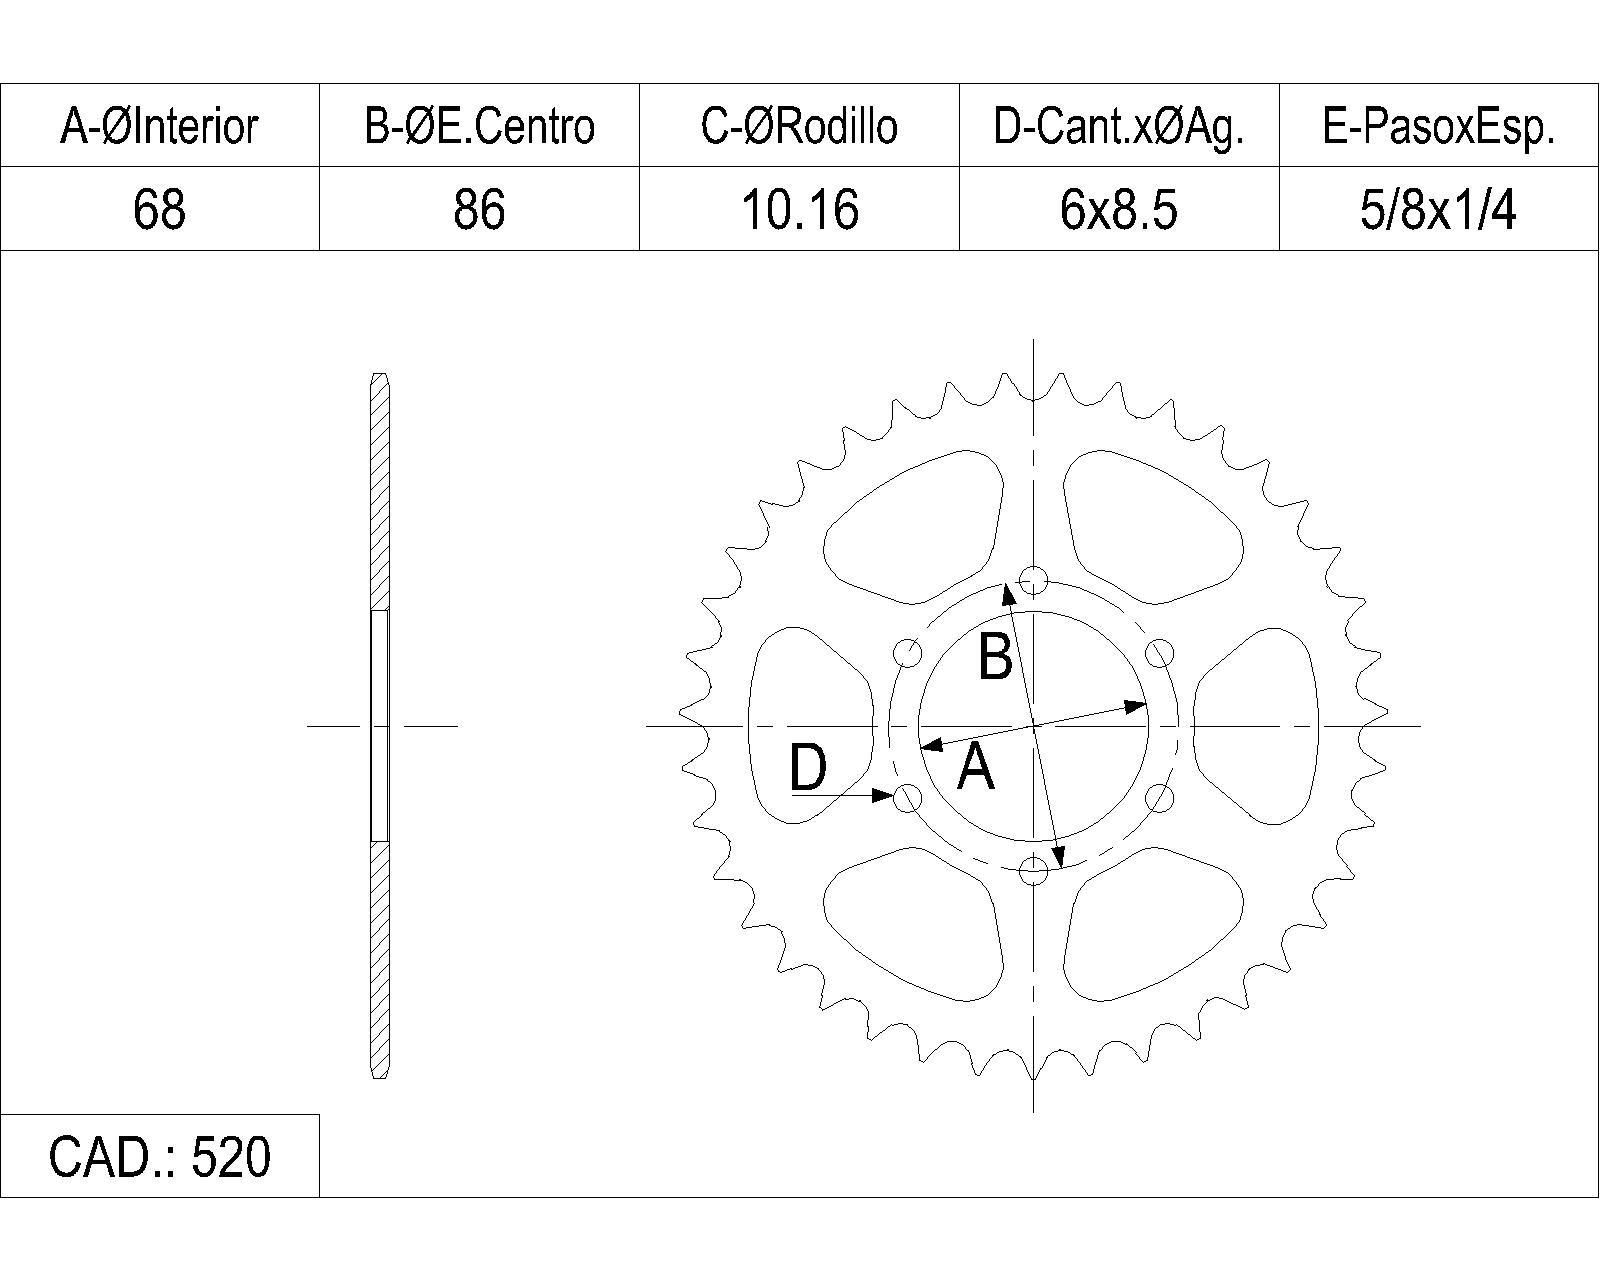 A-ØInterior B-ØE.Centro C-ØRodillo D-Cant.xØAg. E-PasoxEsp.
68 86 10.16 6x8.5 5/8x1/4
B
A
D
CAD.: 520